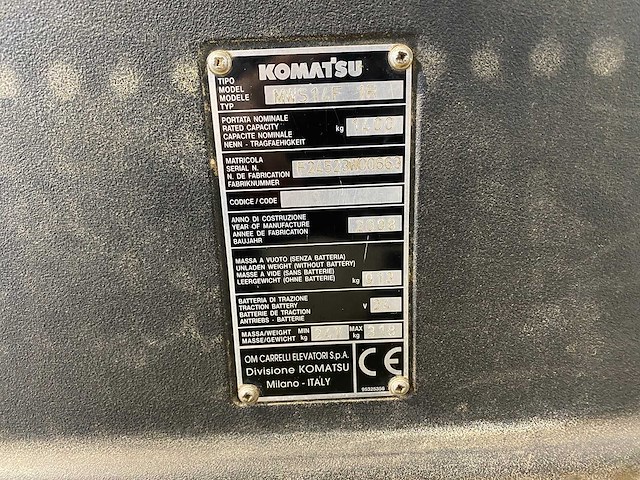 KOMATSU
TIPO
MODEL
MODELE
TYP
PORTATA NOMINALE
RATED CAPACITY
CAPACITE NOMINALE
NENN - TRAGFAEHIGKEIT
kg
MATRICOLA
SERIAL N.
N. DE FABRICATION
FABRIKNUMMER
CODICE / CODE
ANNO DI COSTRUZIONE
YEAR OF MANUFACTURE
ANNEE DE FABRICATION
BAUJAHR
MASSA A VUOTO (SENZA BATTERIA)
UNLADEN WEIGHT (WITHOUT BATTERY)
MASSE A VIDE (SANS BATTERIE)
LEERGEWICHT (OHNE BATTERIE)
kg
BATTERIA DI TRAZIONE
TRACTION BATTERY
BATTERIE DE TRACTION
ANTRIEBS - BATTERIE
V
MASSA/WEIGHT MIN MAX
MASSE/GEWICHT kg kg
OM CARRELLI ELEVATORI S.p.A.
Divisione KOMATSU
Milano - ITALY
CE